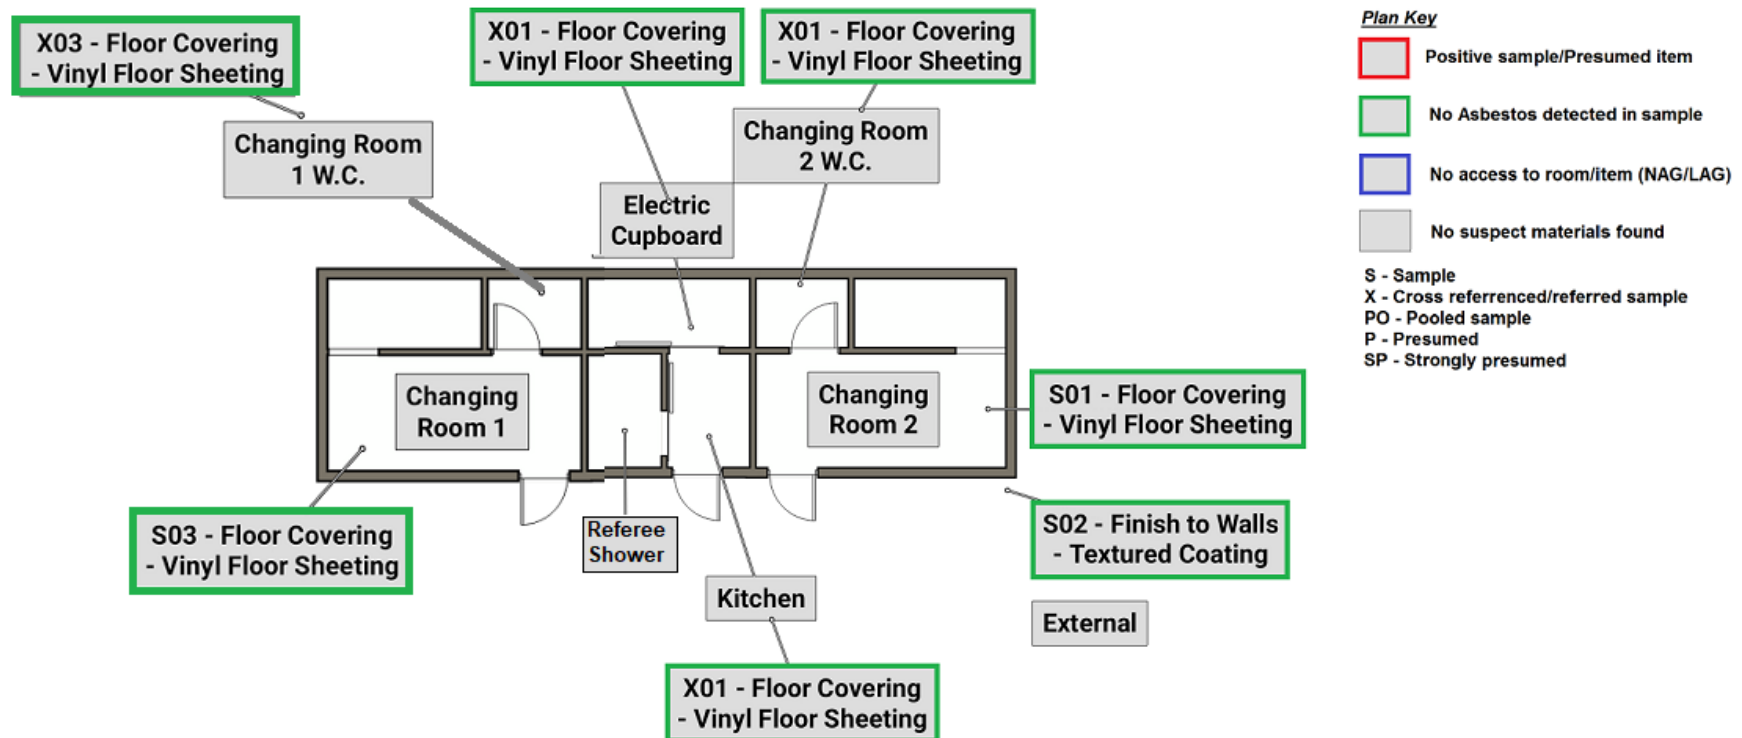 X03 - Floor Covering
- Vinyl Floor Sheeting
X01 - Floor Covering
- Vinyl Floor Sheeting
X01 - Floor Covering
- Vinyl Floor Sheeting
Changing Room
1 W.C.
Changing Room
2 W.C.
Electric
Cupboard
Changing
Room 1
Changing
Room 2
S01 - Floor Covering
- Vinyl Floor Sheeting
S03 - Floor Covering
- Vinyl Floor Sheeting
Referee
Shower
S02 - Finish to Walls
- Textured Coating
Kitchen
External
X01 - Floor Covering
- Vinyl Floor Sheeting
Plan Key
Positive sample/Presumed item
No Asbestos detected in sample
No access to room/item (NAG/LAG)
No suspect materials found
S - Sample
X - Cross referrenced/referred sample
PO - Pooled sample
P - Presumed
SP - Strongly presumed